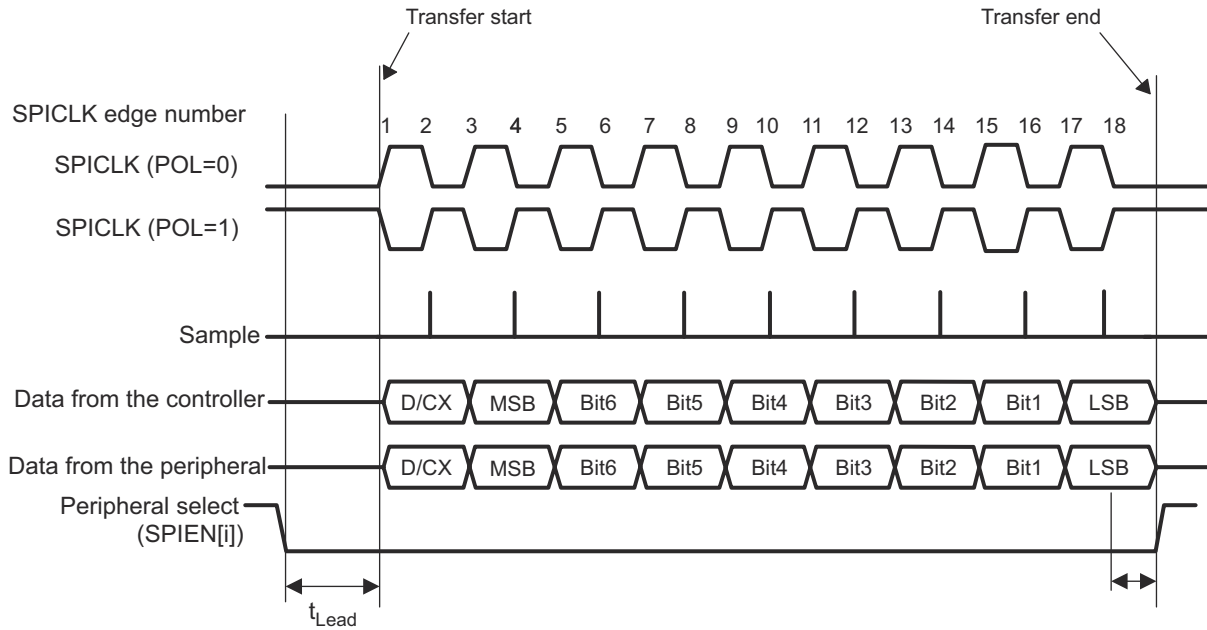 Transfer start
Transfer end
SPICLK edge number
1 2 3 4 5 6 7 8 9 10 11 12 13 14 15 16 17 18
SPICLK (POL=0)
SPICLK (POL=1)
Sample
Data from the controller
D/CX MSB Bit6 Bit5 Bit4 Bit3 Bit2 Bit1 LSB
Data from the peripheral
D/CX MSB Bit6 Bit5 Bit4 Bit3 Bit2 Bit1 LSB
Peripheral select
(SPIEN[i])
tLead